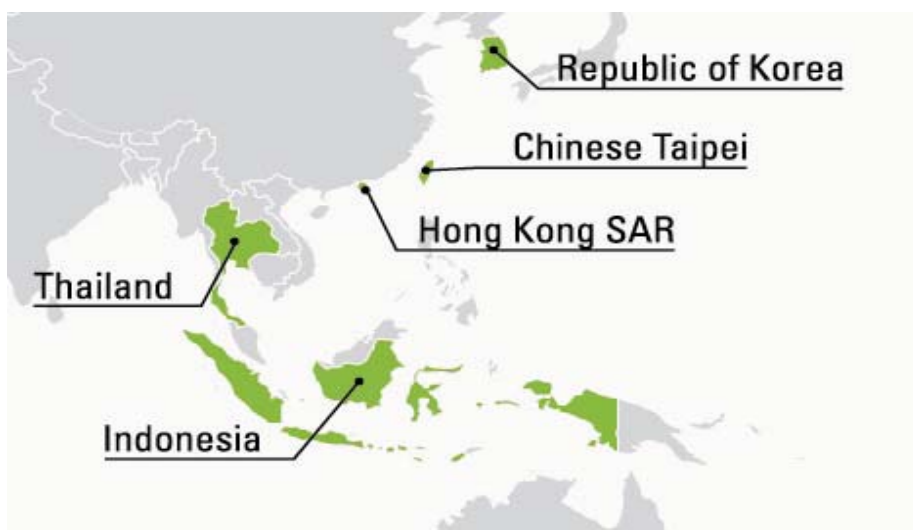 Republic of Korea
Chinese Taipei
Hong Kong SAR
Thailand
Indonesia